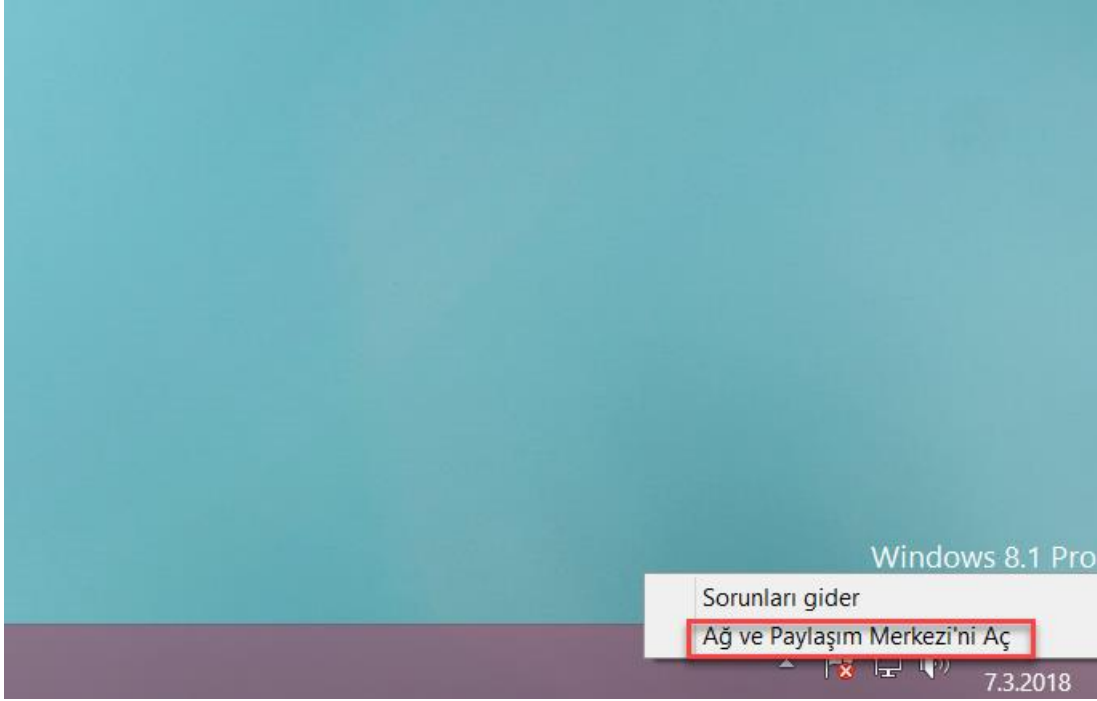 Windows 8.1 Pro
Sorunları gider
Ağ ve Paylaşım Merkezi'ni Aç
7.3.2018